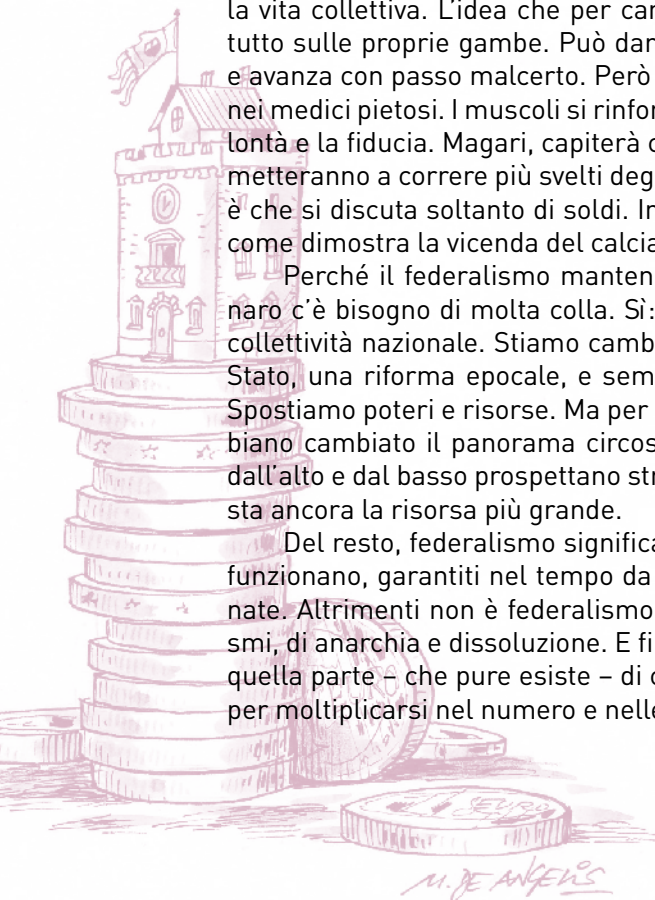 la vita collettiva. L'idea che per car
tutto sulle proprie gambe. Può dar
e avanza con passo malcerto. Però
nei medici pietosi. I muscoli si rinfor
lontà e la fiducia. Magari, capiterà
metteranno a correre più svelti deg
è che si discuta soltanto di soldi. In
come dimostra la vicenda del calcia
Perché il federalismo manten
naro c'è bisogno di molta colla. Sì:
collettività nazionale. Stiamo camb
Stato, una riforma epocale, e sem
Spostiamo poteri e risorse. Ma per
biano cambiato il panorama circos
dall'alto e dal basso prospettano str
sta ancora la risorsa più grande.
Del resto, federalismo significa
funzionano, garantiti nel tempo da
nate. Altrimenti non è federalismo
smi, di anarchia e dissoluzione. E fi
quella parte – che pure esiste – di
per moltiplicarsi nel numero e nelle
EURO
M. DE ANGELIS